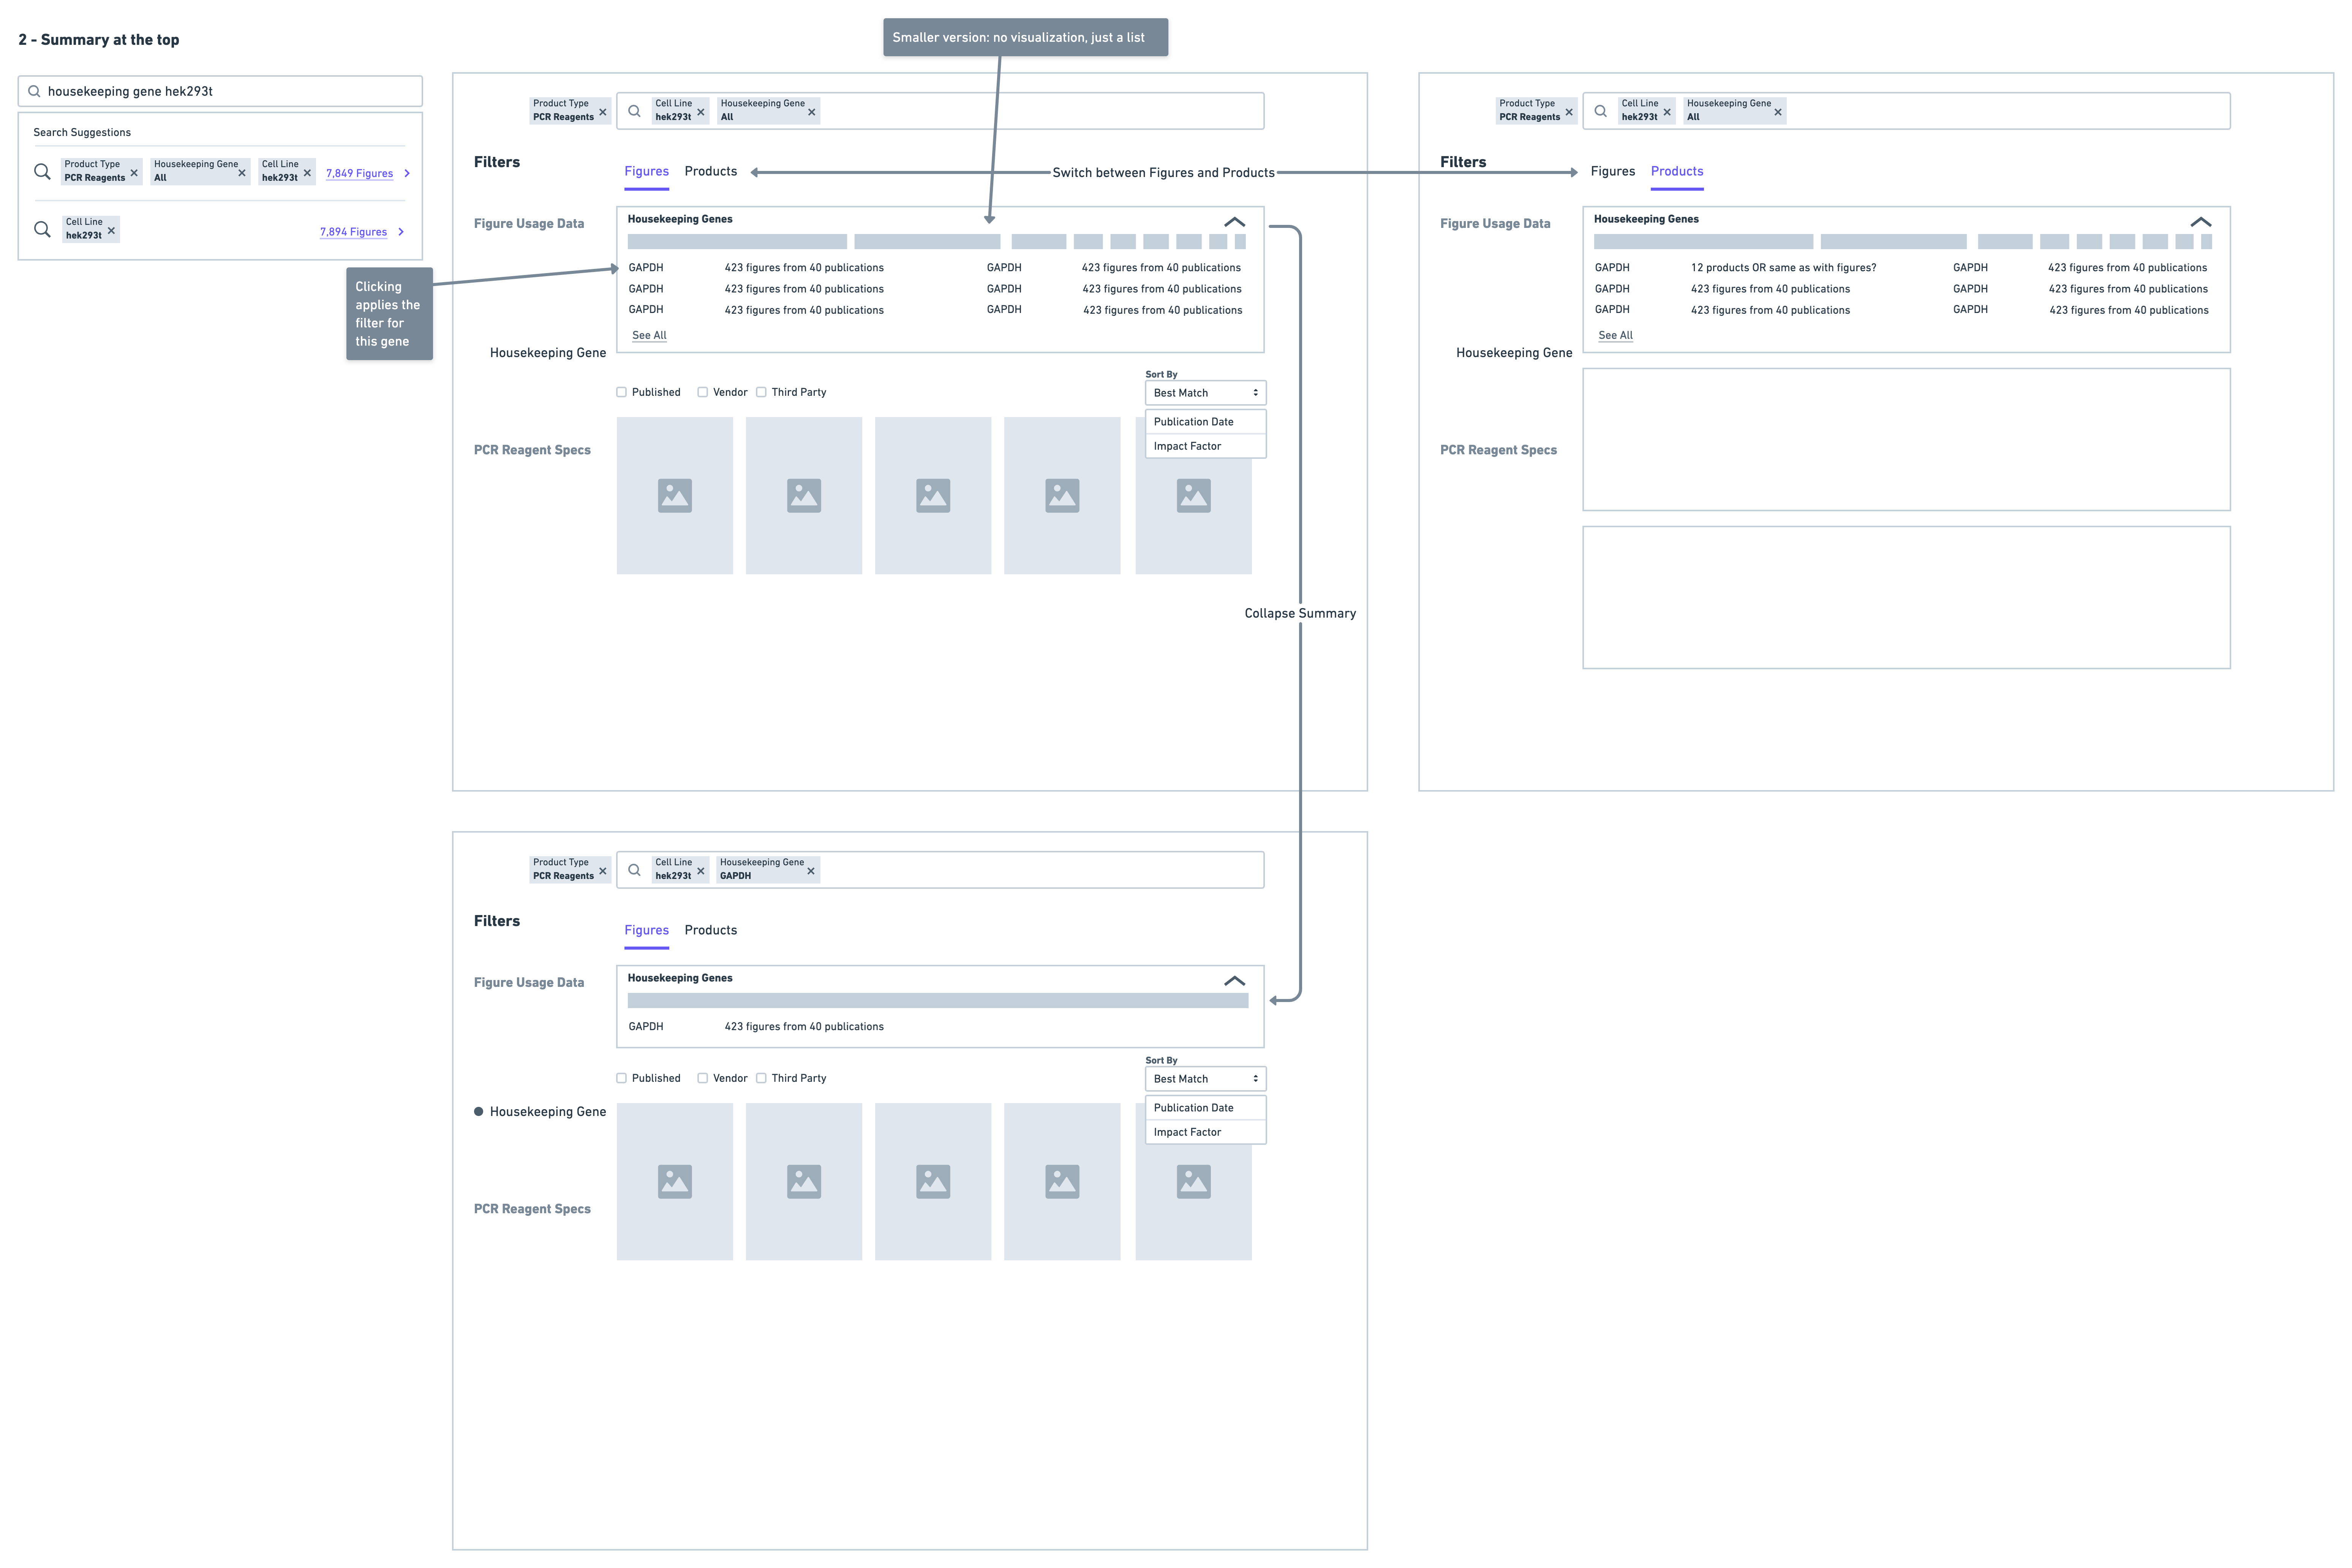 2 - Summary at the top
housekeeping gene hek293t
Search Suggestions
Product Type
PCR Reagents
Housekeeping Gene
All
Cell Line
hek293t
7,849 Figures
Cell Line
hek293t
7,894 Figures
Clicking
applies the
filter for
this gene
Smaller version: no visualization, just a list
Product Type
PCR Reagents
Cell Line
hek293t
Housekeeping Gene
All
Filters
Figures Products
Switch between Figures and Products
Figure Usage Data
Housekeeping Genes
GAPDH 423 figures from 40 publications GAPDH 423 figures from 40 publications
GAPDH 423 figures from 40 publications GAPDH 423 figures from 40 publications
GAPDH 423 figures from 40 publications GAPDH 423 figures from 40 publications
See All
Housekeeping Gene
Published Vendor Third Party
Sort By
Best Match
Publication Date
Impact Factor
PCR Reagent Specs
Collapse Summary
Product Type
PCR Reagents
Cell Line
hek293t
Housekeeping Gene
All
Filters
Figures Products
Figure Usage Data
Housekeeping Genes
GAPDH 12 products OR same as with figures? GAPDH 423 figures from 40 publications
GAPDH 423 figures from 40 publications GAPDH 423 figures from 40 publications
GAPDH 423 figures from 40 publications GAPDH 423 figures from 40 publications
See All
Housekeeping Gene
PCR Reagent Specs
Product Type
PCR Reagents
Cell Line
hek293t
Housekeeping Gene
GAPDH
Filters
Figures Products
Figure Usage Data
Housekeeping Genes
GAPDH 423 figures from 40 publications
Sort By
Published Vendor Third Party
Best Match
Publication Date
Impact Factor
Housekeeping Gene
PCR Reagent Specs